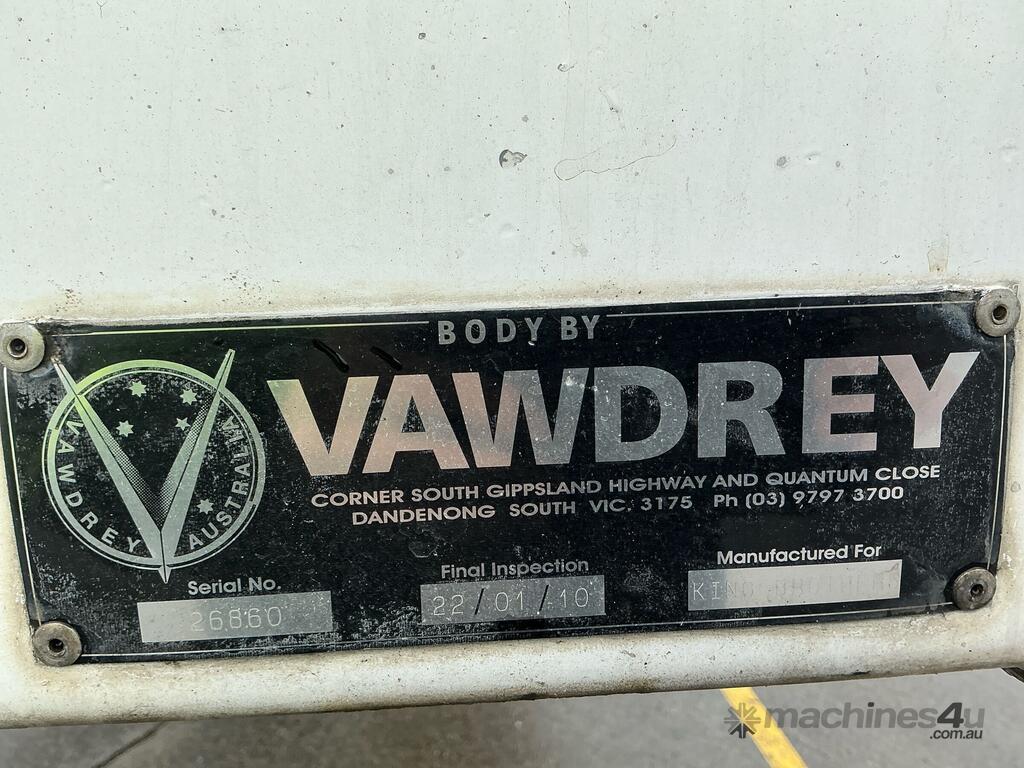 BODY BY
VAWDREY
VAWDREY AUSTRALIA
CORNER SOUTH GIPPSLAND HIGHWAY AND QUANTUM CLOSE
DANDENONG SOUTH VIC. 3175 Ph (03) 9797 3700
Serial No. Final Inspection Manufactured For
26860 22/01/10
machines4u
.com.au